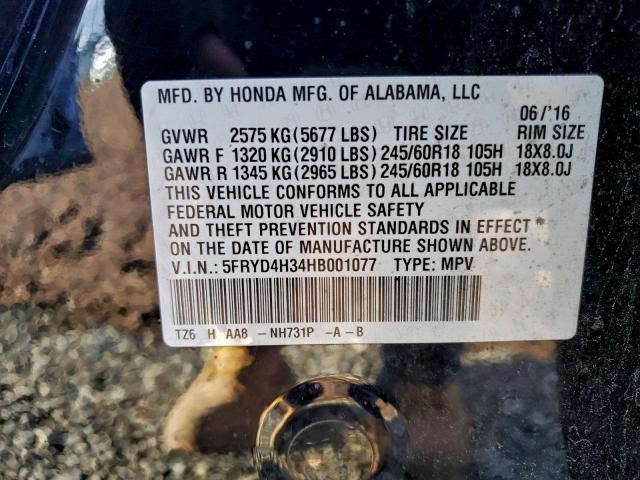 MFD. BY HONDA MFG. OF ALABAMA, LLC
06/'16
GVWR 2575 KG(5677 LBS) TIRE SIZE RIM SIZE
GAWR F 1320 KG(2910 LBS)245/60R18 105H 18X8.0J
GAWR R 1345 KG(2965 LBS)245/60R18 105H 18X8.0J
THIS VEHICLE CONFORMS TO ALL APPLICABLE
FEDERAL MOTOR VEHICLE SAFETY
AND THEFT PREVENTION STANDARDS IN EFFECT
ON THE DATE OF MANUFACTURE SHOWN ABOVE.
V.I.N.: 5FRYD4H34HB001077 TYPE: MPV
TZ6 H AA8 -NH731P -A-B